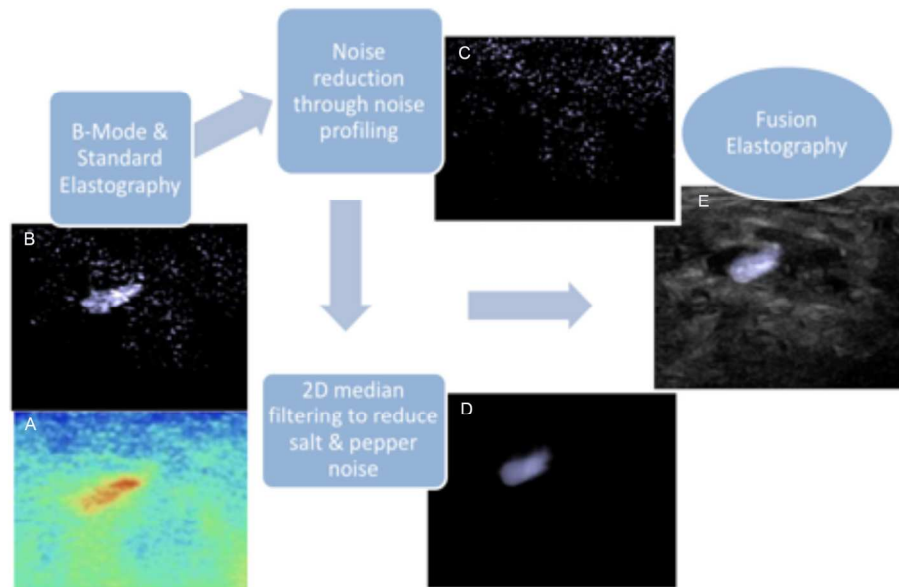 B-Mode &
Standard
Elastography
B
A
Noise
reduction
through noise
profiling
C
2D median
filtering to reduce
salt & pepper
noise
D
Fusion
Elastography
E